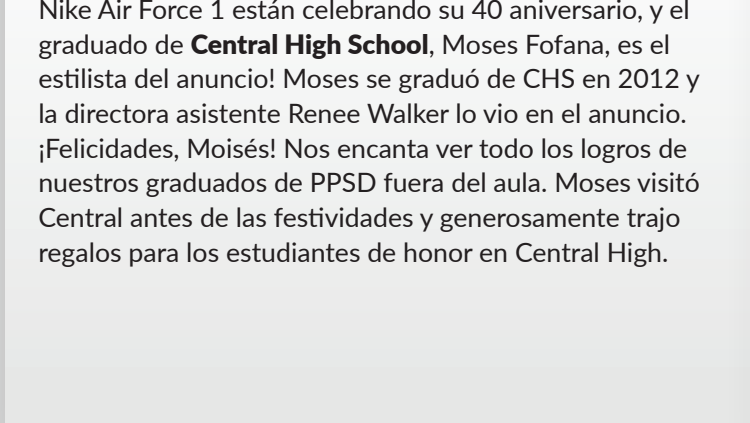 Nike Air Force 1 están celebrando su 40 aniversario, y el
graduado de Central High School, Moses Fofana, es el
estilista del anuncio! Moses se graduó de CHS en 2012 y
la directora asistente Renee Walker lo vio en el anuncio.
¡Felicidades, Moisés! Nos encanta ver todo los logros de
nuestros graduados de PPSD fuera del aula. Moses visitó
Central antes de las festividades y generosamente trajo
regalos para los estudiantes de honor en Central High.